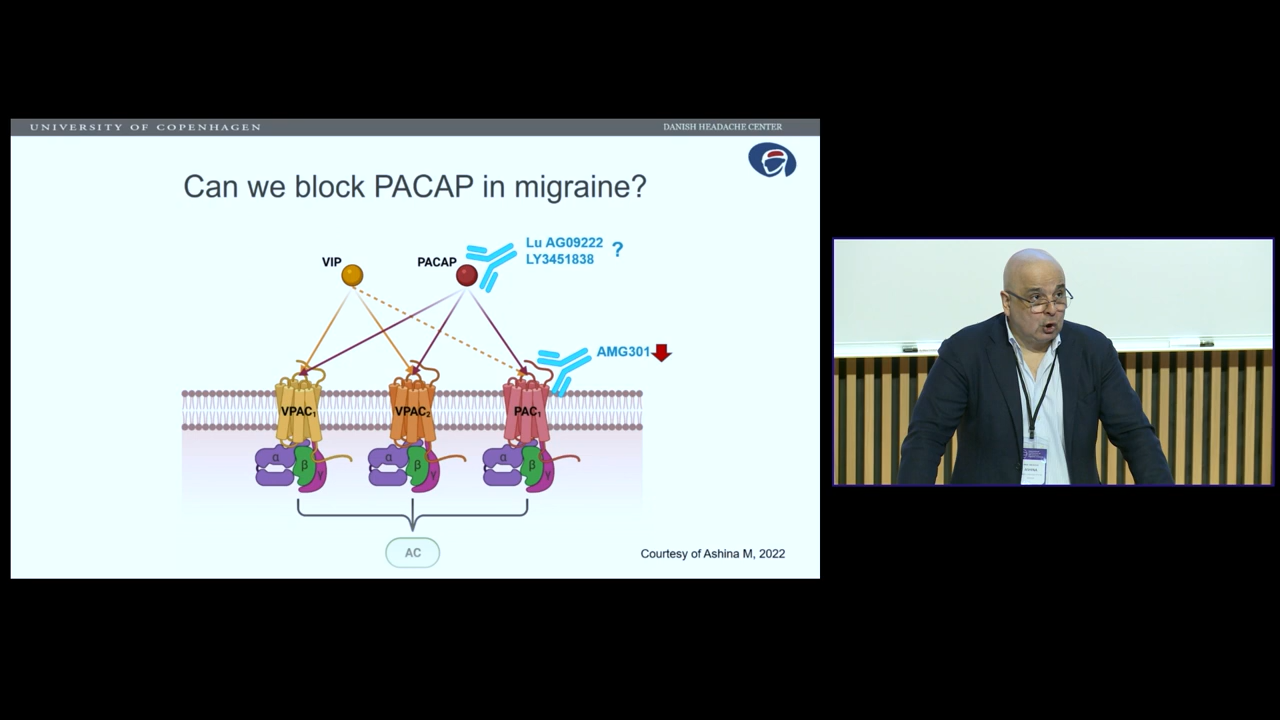 UNIVERSITY OF COPENHAGEN
DANISH HEADACHE CENTER
Can we block PACAP in migraine?
Lu AG09222
LY3451838
?
VIP
PACAP
AMG301
VPAC1
VPAC2
PAC1
α
β
γ
α
β
γ
α
β
γ
AC
Courtesy of Ashina M, 2022